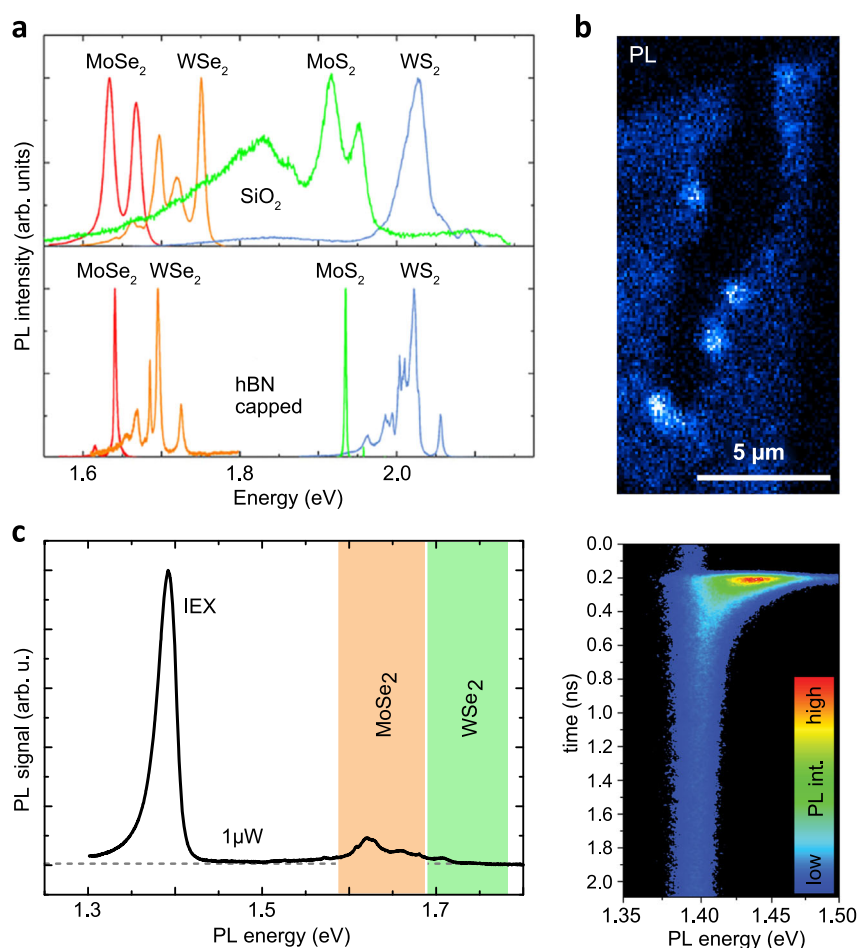 a
MoSe2 WSe2 MoS2 WS2
SiO2
MoSe2 WSe2 MoS2 WS2
hBN
capped
PL intensity (arb. units)
1.6 1.8 2.0
Energy (eV)
b
PL
5 µm
c
IEX
MoSe2
WSe2
1µW
PL signal (arb. u.)
1.3 1.5 1.7
PL energy (eV)
0.0
0.2
0.4
0.6
0.8
1.0
1.2
1.4
1.6
1.8
2.0
time (ns)
high
PL int.
low
1.35 1.40 1.45 1.50
PL energy (eV)